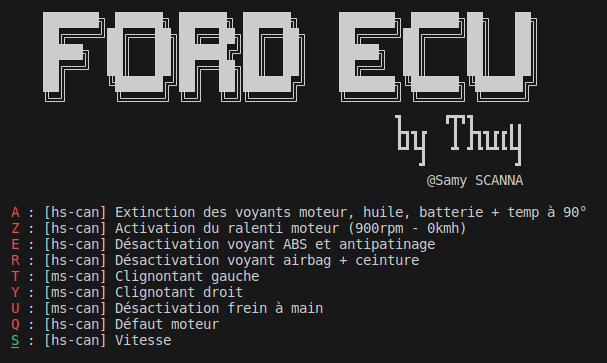 FORD ECU
by Thuy
@Samy SCANNA
A : [hs-can] Extinction des voyants moteur, huile, batterie + temp à 90°
Z : [hs-can] Activation du ralenti moteur (900rpm - 0kmh)
E : [hs-can] Désactivation voyant ABS et antipatinage
R : [hs-can] Désactivation voyant airbag + ceinture
T : [ms-can] Clignontant gauche
Y : [ms-can] Clignotant droit
U : [ms-can] Désactivation frein à main
Q : [hs-can] Défaut moteur
S : [hs-can] Vitesse